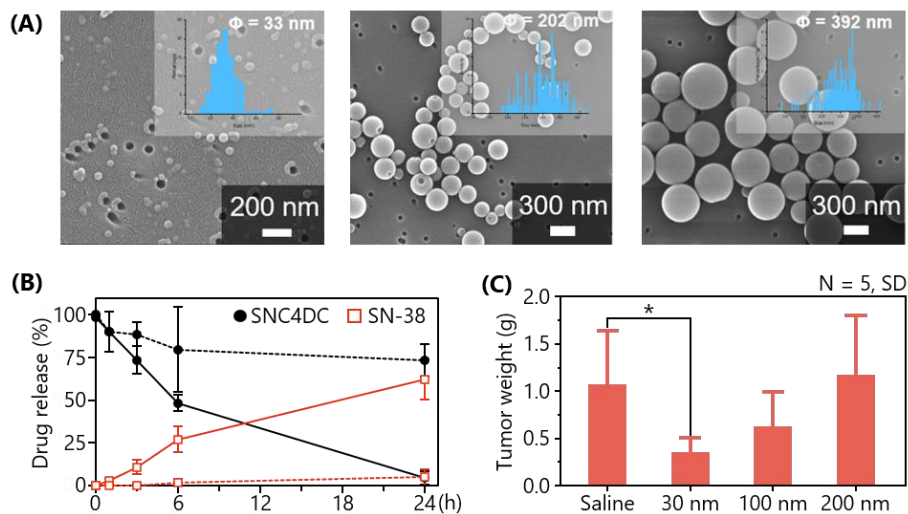 (A)
Φ = 33 nm
Φ = 202 nm
Φ = 392 nm
200 nm
300 nm
300 nm
(B)
SNC4DC
SN-38
Drug release (%)
100
75
50
25
0
0
6
12
18
24 (h)
(C)
N = 5, SD
Tumor weight (g)
2.0
1.5
1.0
0.5
0.0
*
Saline
30 nm
100 nm
200 nm